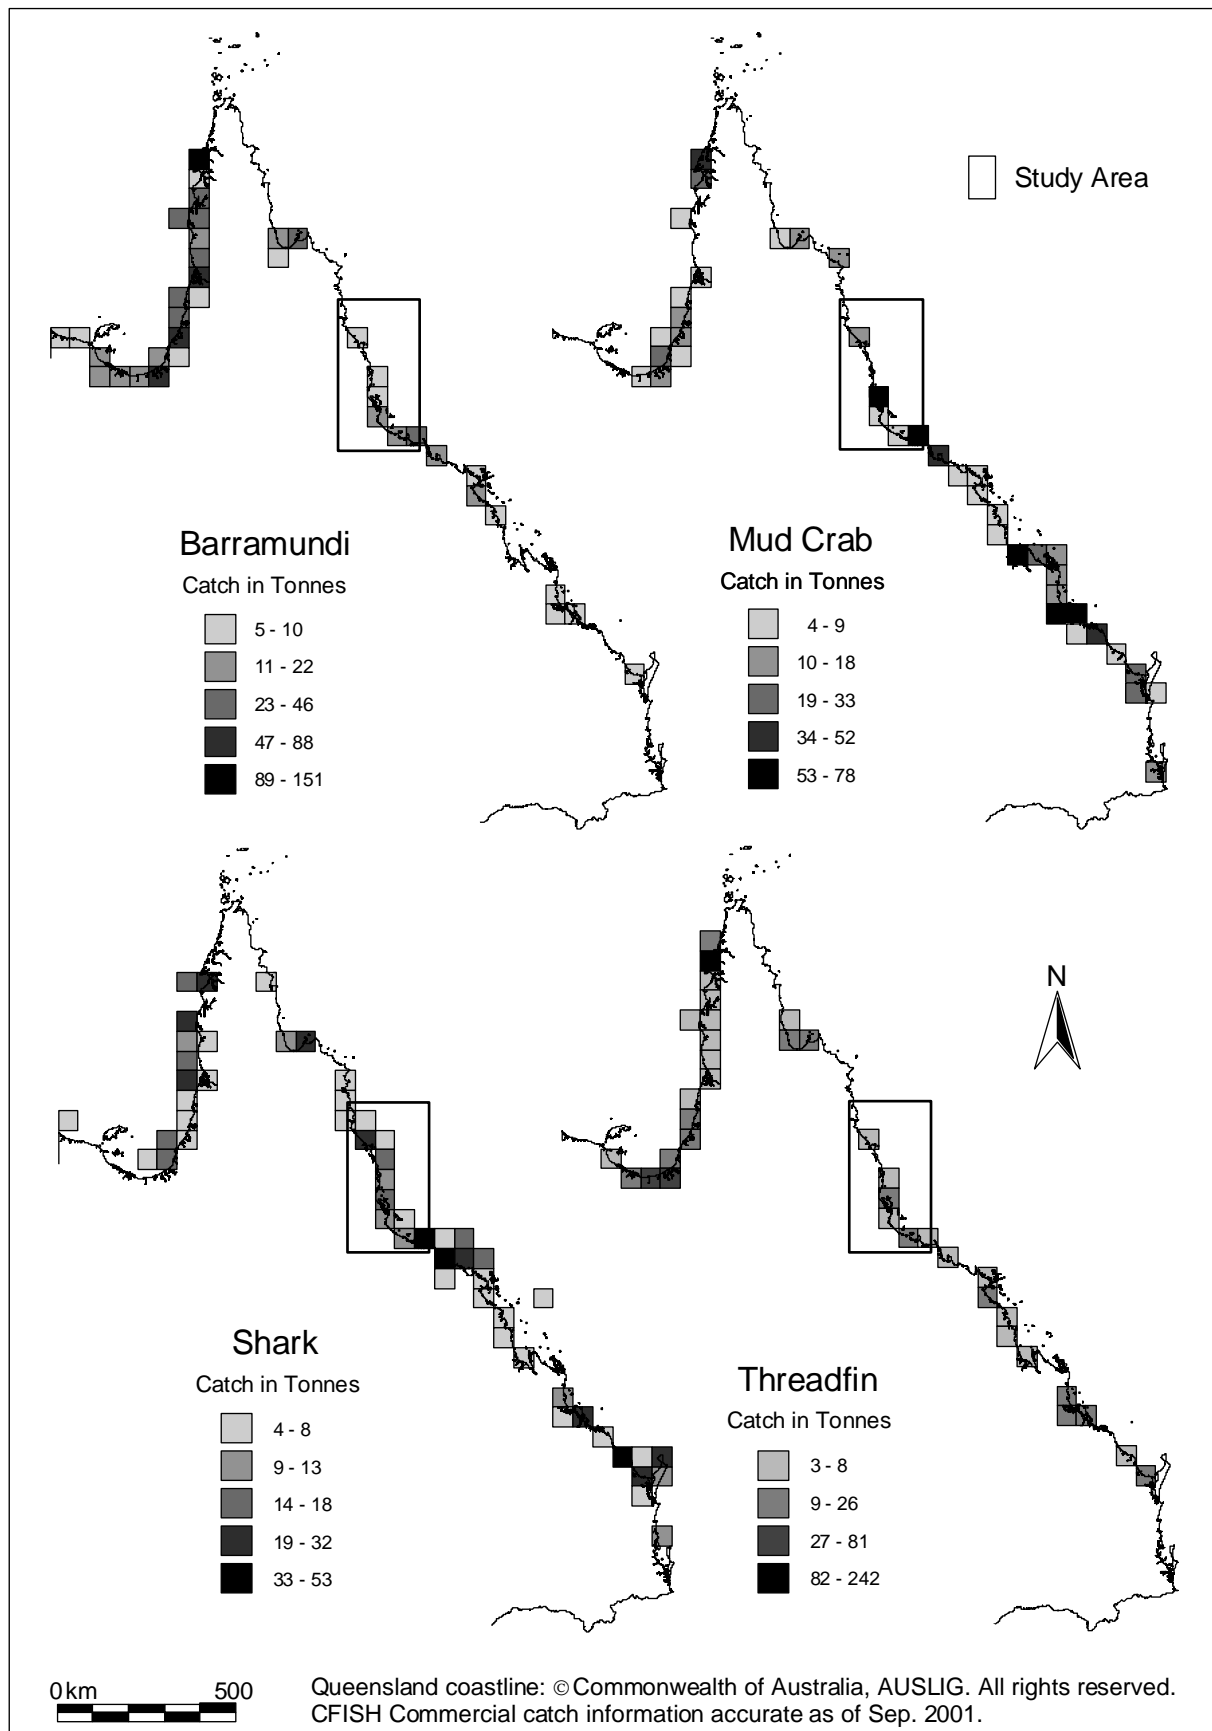 Study Area
Barramundi
Catch in Tonnes
5 - 10
11 - 22
23 - 46
47 - 88
89 - 151
Mud Crab
Catch in Tonnes
4 - 9
10 - 18
19 - 33
34 - 52
53 - 78
N
Shark
Catch in Tonnes
4 - 8
9 - 13
14 - 18
19 - 32
33 - 53
Threadfin
Catch in Tonnes
3 - 8
9 - 26
27 - 81
82 - 242
0 km 500
Queensland coastline: © Commonwealth of Australia, AUSLIG. All rights reserved.
CFISH Commercial catch information accurate as of Sep. 2001.